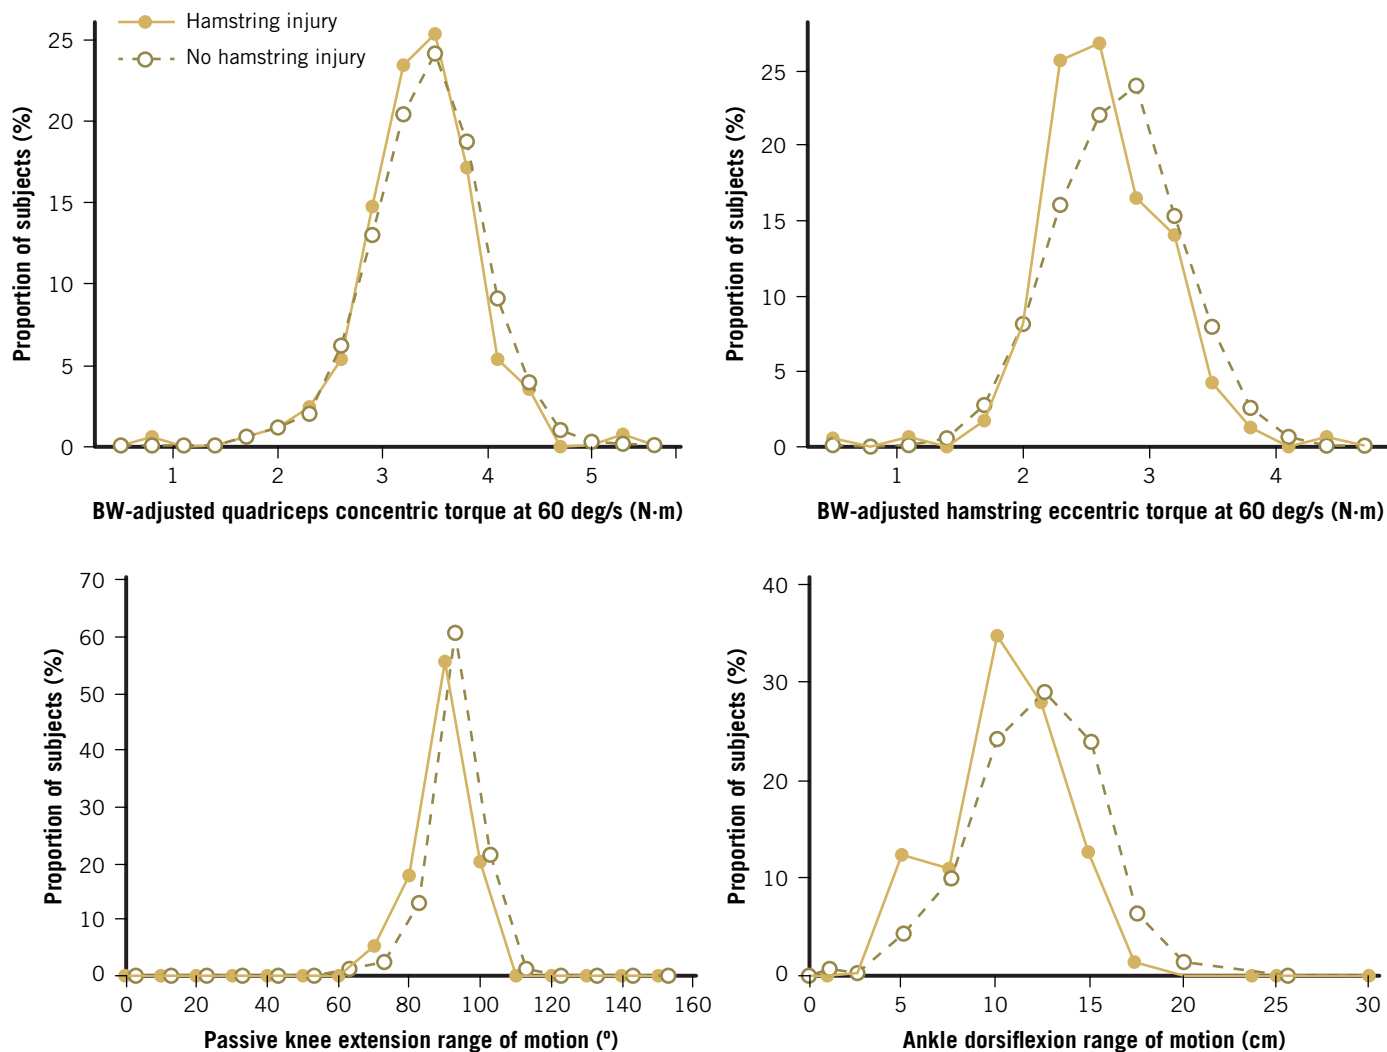 Hamstring injury
No hamstring injury
Proportion of subjects (%)
25
20
15
10
5
0
1 2 3 4 5
BW-adjusted quadriceps concentric torque at 60 deg/s (N·m)
Proportion of subjects (%)
25
20
15
10
5
0
1 2 3 4
BW-adjusted hamstring eccentric torque at 60 deg/s (N·m)
Proportion of subjects (%)
70
60
50
40
30
20
10
0
0 20 40 60 80 100 120 140 160
Passive knee extension range of motion (º)
Proportion of subjects (%)
40
30
20
10
0
0 5 10 15 20 25 30
Ankle dorsiflexion range of motion (cm)